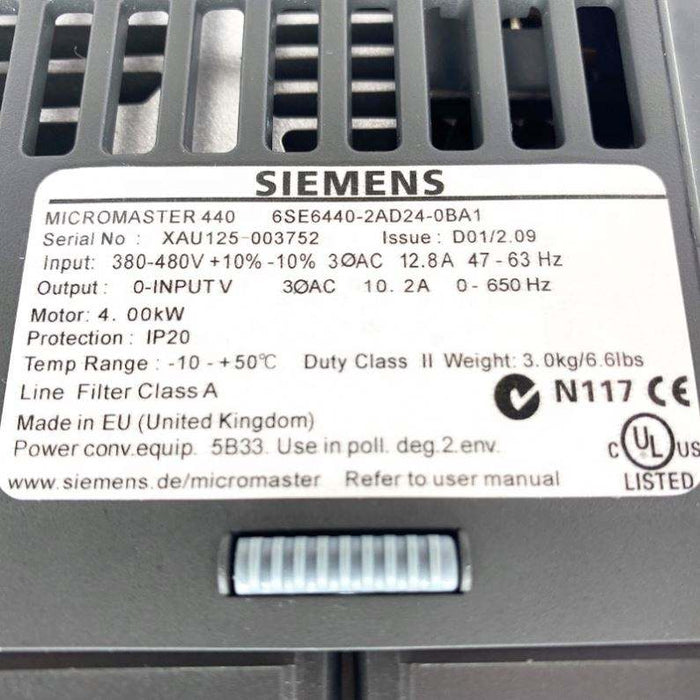 SIEMENS
MICROMASTER 440 6SE6440-2AD24-0BA1
Serial No : XAU125-003752 Issue : D01/2.09
Input: 380-480V +10% -10% 3ØAC 12.8A 47 - 63 Hz
Output : 0-INPUT V 3ØAC 10. 2A 0- 650 Hz
Motor: 4. 00kW
Protection : IP20
Temp Range : -10 - +50℃ Duty Class II Weight: 3.0kg/6.6lbs
Line Filter Class A N117 CE
Made in EU (United Kingdom)
Power conv.equip. 5B33. Use in poll. deg.2.env. C UL US
www.siemens.de/micromaster Refer to user manual LISTED